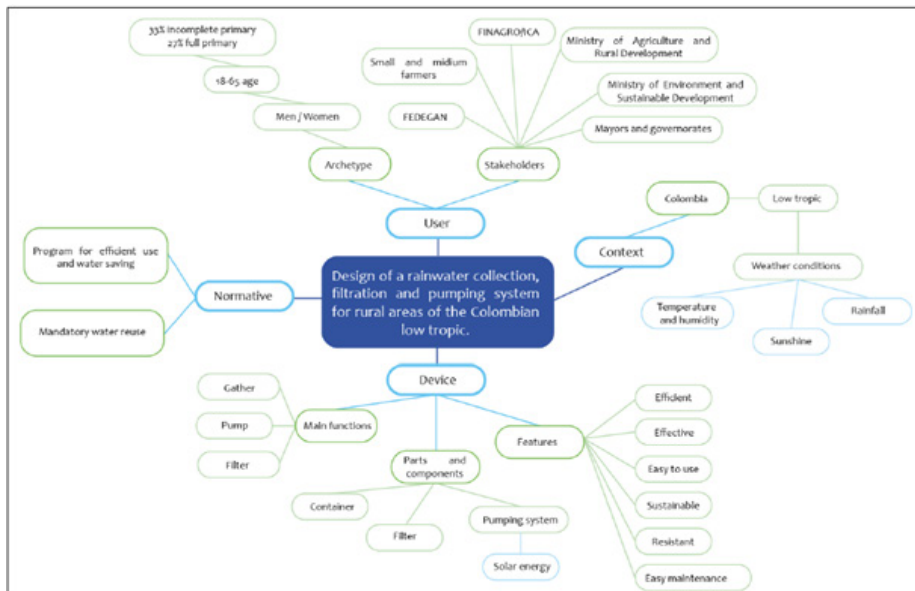 33% incomplete primary
27% full primary
18-65 age
Men / Women
Archetype
FINAGRO/ICA
Small and midium
farmers
FEDEGAN
Ministry of Agriculture and
Rural Development
Ministry of Environment and
Sustainable Development
Mayors and governorates
Stakeholders
User
Colombia
Low tropic
Context
Weather conditions
Temperature
and humidity
Sunshine
Rainfall
Program for efficient use
and water saving
Mandatory water reuse
Normative
Design of a rainwater collection,
filtration and pumping system
for rural areas of the Colombian
low tropic.
Device
Gather
Pump
Filter
Main functions
Parts and
components
Container
Filter
Pumping system
Solar energy
Features
Efficient
Effective
Easy to use
Sustainable
Resistant
Easy maintenance